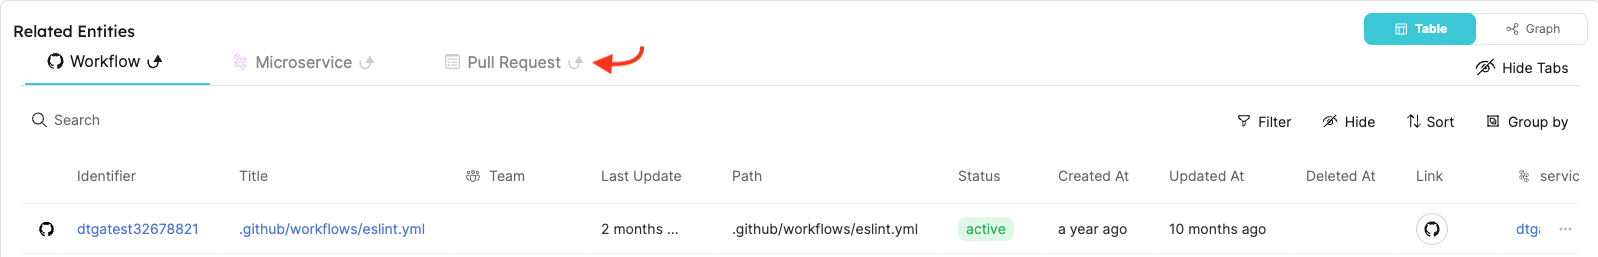 Related Entities
Table Graph
Workflow Microservice Pull Request
Hide Tabs
Search
Filter Hide Sort Group by
Identifier Title Team Last Update Path Status Created At Updated At Deleted At Link servic
dtgatest32678821 .github/workflows/eslint.yml 2 months ... .github/workflows/eslint.yml active a year ago 10 months ago dtga ...